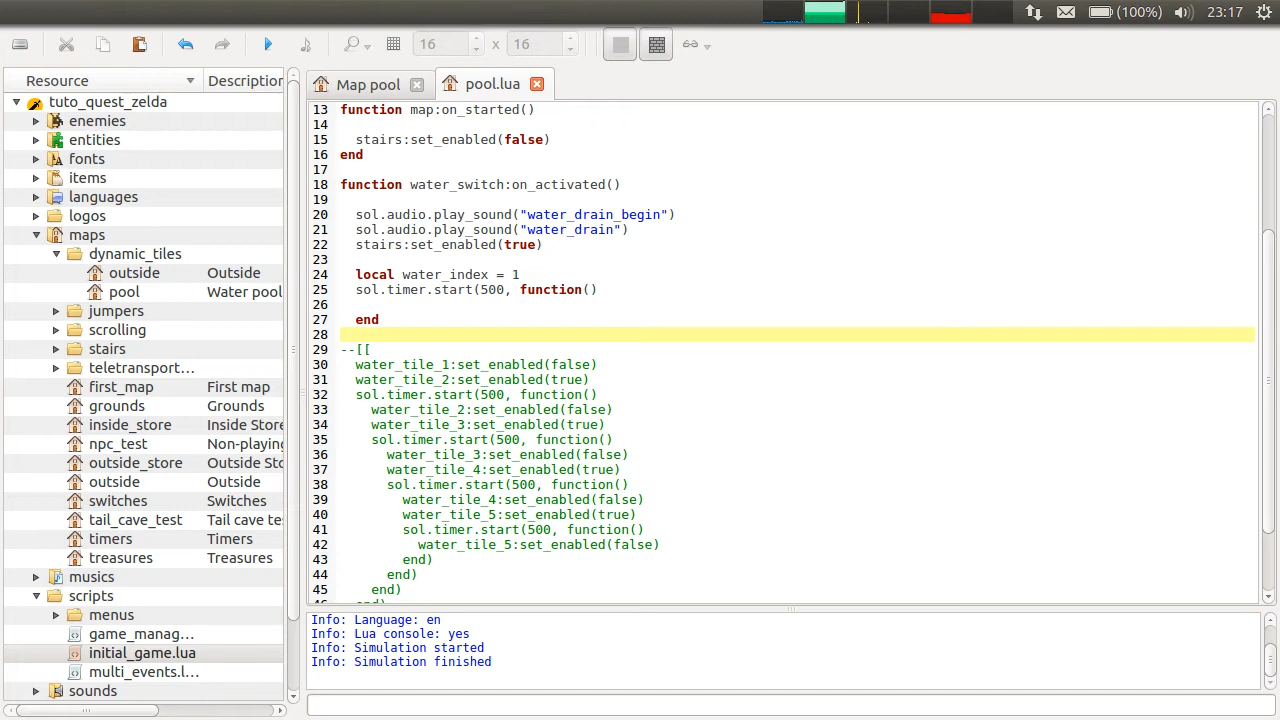 (100%) 23:17
16 x 16
Resource Description
Map pool
pool.lua
tuto_quest_zelda
enemies
entities
fonts
items
languages
logos
maps
dynamic_tiles
outside Outside
pool Water pool
jumpers
scrolling
stairs
teletransport...
first_map First map
grounds Grounds
inside_store Inside Store
npc_test Non-playing
outside_store Outside Sto
outside Outside
switches Switches
tail_cave_test Tail cave te
timers Timers
treasures Treasures
musics
scripts
menus
game_manag...
initial_game.lua
multi_events.l...
sounds
13 function map:on_started()
14
15 stairs:set_enabled(false)
16 end
17
18 function water_switch:on_activated()
19
20 sol.audio.play_sound("water_drain_begin")
21 sol.audio.play_sound("water_drain")
22 stairs:set_enabled(true)
23
24 local water_index = 1
25 sol.timer.start(500, function()
26
27 end
28
29 --[[
30 water_tile_1:set_enabled(false)
31 water_tile_2:set_enabled(true)
32 sol.timer.start(500, function()
33 water_tile_2:set_enabled(false)
34 water_tile_3:set_enabled(true)
35 sol.timer.start(500, function()
36 water_tile_3:set_enabled(false)
37 water_tile_4:set_enabled(true)
38 sol.timer.start(500, function()
39 water_tile_4:set_enabled(false)
40 water_tile_5:set_enabled(true)
41 sol.timer.start(500, function()
42 water_tile_5:set_enabled(false)
43 end)
44 end)
45 end)
46 end)
Info: Language: en
Info: Lua console: yes
Info: Simulation started
Info: Simulation finished